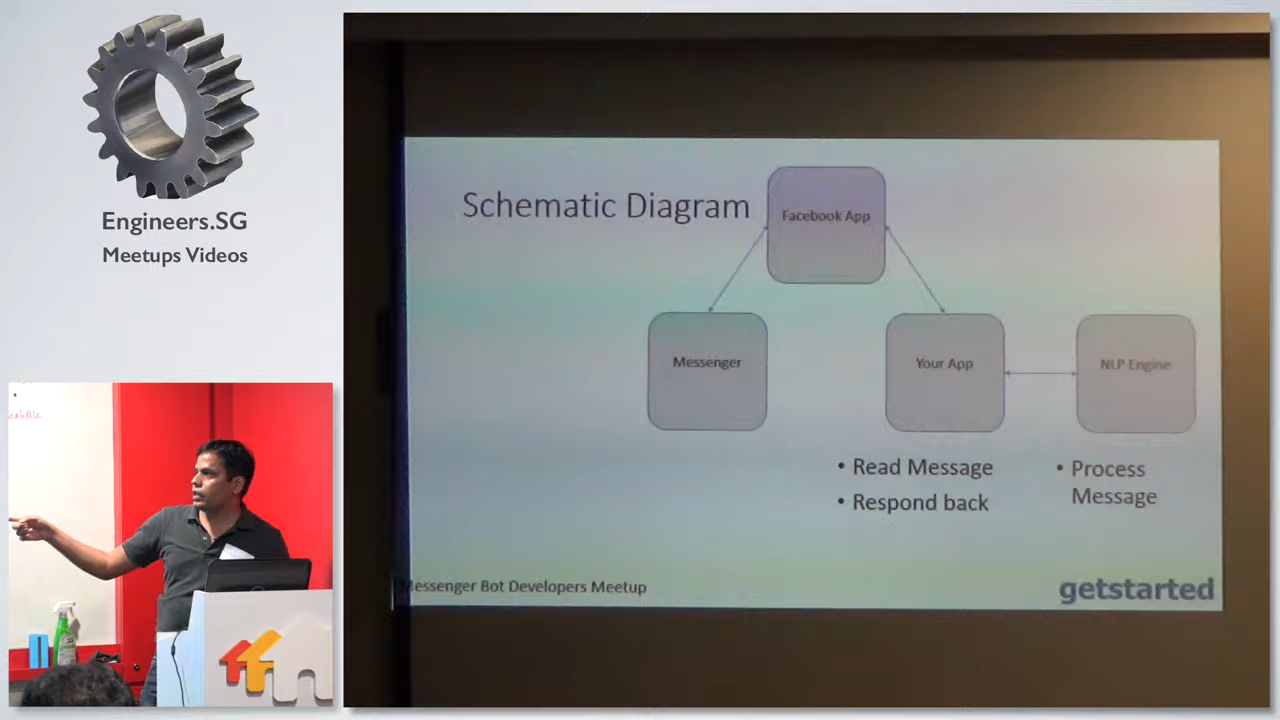 Engineers.SG
Meetups Videos
Schematic Diagram
Facebook App
Messenger
Your App
NLP Engine
• Read Message
• Respond back
• Process
Message
Messenger Bot Developers Meetup
getstarted